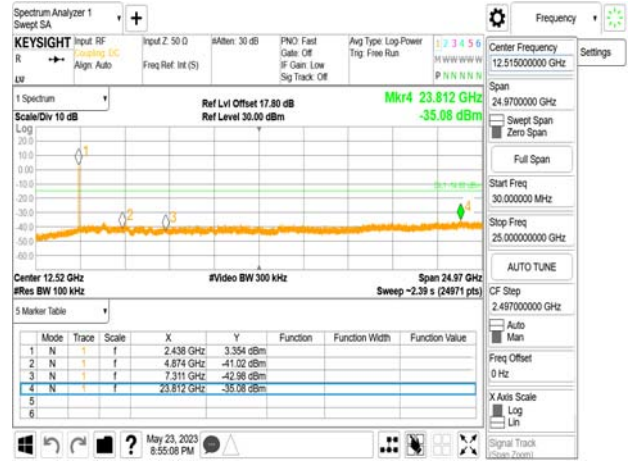 Spectrum Analyzer 1
Swept SA
+
Frequency
KEYSIGHT
R
Input: RF
Coupling: DC
Align: Auto
Input Z: 50 Ω
Freq Ref: Int (S)
#Atten: 30 dB
PNO: Fast
Gate: Off
IF Gain: Low
Sig Track: Off
Avg Type: Log-Power
Trig: Free Run
1 2 3 4 5 6
M W W W W W
P N N N N N
1 Spectrum
Scale/Div 10 dB
Ref Lvl Offset 17.80 dB
Ref Level 30.00 dBm
Mkr4 23.812 GHz
-35.08 dBm
Log
20.0
10.0
0.00
-10.0
-20.0
-30.0
-40.0
-50.0
-60.0
1
2
3
4
Center 12.52 GHz
#Res BW 100 kHz
#Video BW 300 kHz
Span 24.97 GHz
Sweep ~2.39 s (24971 pts)
5 Marker Table
Mode Trace Scale X Y Function Function Width Function Value
1 N 1 f 2.438 GHz 3.354 dBm
2 N 1 f 4.874 GHz -41.02 dBm
3 N 1 f 7.311 GHz -42.98 dBm
4 N 1 f 23.812 GHz -35.08 dBm
5
6
May 23, 2023
8:55:08 PM
Center Frequency
12.515000000 GHz
Settings
Span
24.9700000 GHz
Swept Span
Zero Span
Full Span
Start Freq
30.000000 MHz
Stop Freq
25.000000000 GHz
AUTO TUNE
CF Step
2.497000000 GHz
Auto
Man
Freq Offset
0 Hz
X Axis Scale
Log
Lin
Signal Track
(Span Zoom)